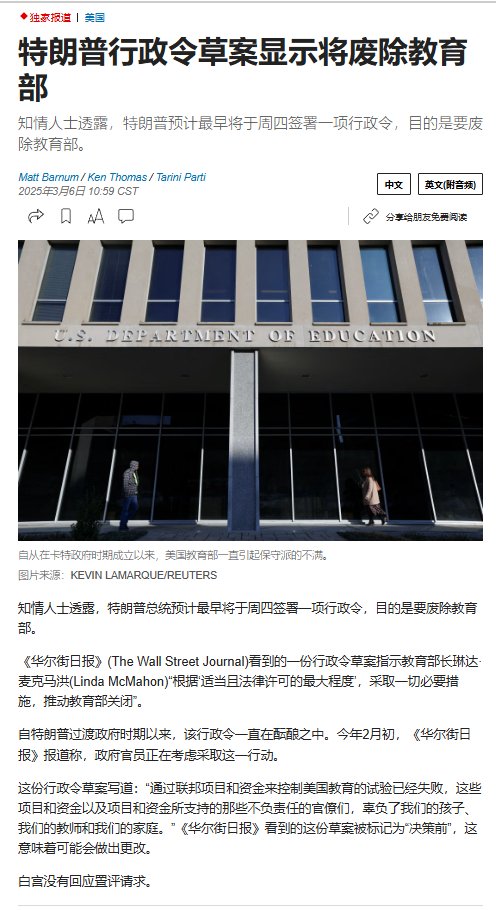 独家报道 | 美国
特朗普行政令草案显示将废除教育
部
知情人士透露，特朗普预计最早将于周四签署一项行政令，目的是要废
除教育部。
Matt Barnum / Ken Thomas / Tarini Parti
2025年3月6日 10:59 CST
中文
英文(附音频)
AA
分享给朋友免费阅读
U.S. DEPARTMENT OF EDUCATION
自从在卡特政府时期成立以来，美国教育部一直引起保守派的不满。
图片来源：KEVIN LAMARQUE/REUTERS
知情人士透露，特朗普总统预计最早将于周四签署一项行政令，目的是要废除教育
部。
《华尔街日报》(The Wall Street Journal)看到的一份行政令草案指示教育部长琳达·
麦克马洪(Linda McMahon)“根据‘适当且法律许可的最大程度’，采取一切必要措
施，推动教育部关闭”。
自特朗普过渡政府时期以来，该行政令一直在酝酿之中。今年2月初，《华尔街日
报》报道称，政府官员正在考虑采取这一行动。
这份行政令草案写道：“通过联邦项目和资金来控制美国教育的试验已经失败，这些
项目和资金以及项目和资金所支持的那些不负责任的官僚们，辜负了我们的孩子、
我们的教师和我们的家庭。”《华尔街日报》看到的这份草案被标记为“决策前”，这
意味着可能会做出更改。
白宫没有回应置评请求。